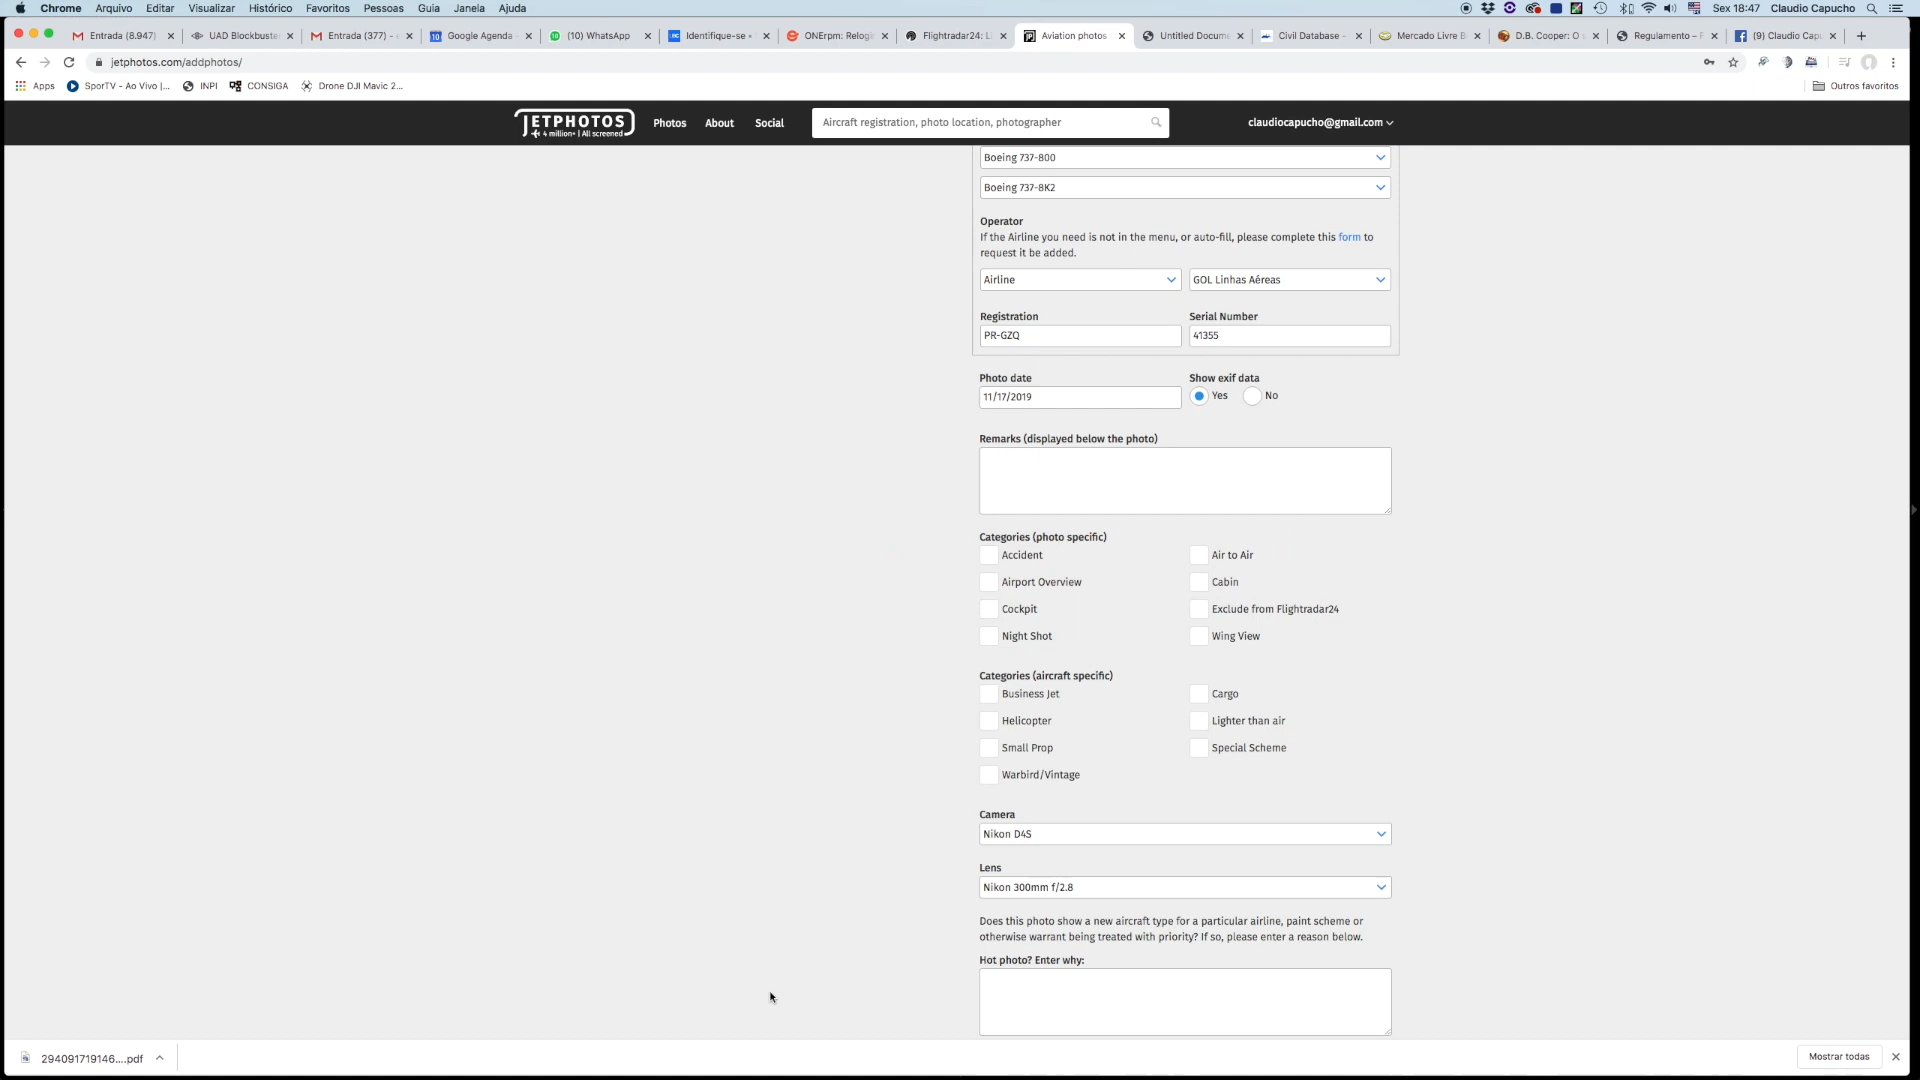 Chrome Arquivo Editar Visualizar Histórico Favoritos Pessoas Guia Janela Ajuda Sex 18:47 Claudio Capucho
Entrada (8.947) UAD Blockbuste Entrada (377) - Google Agenda (10) WhatsApp Identifique-se • ONErpm: Relogi Flightradar24: Li Aviation photos Untitled Docume Civil Database - Mercado Livre B D.B. Cooper: O s Regulamento – F (9) Claudio Capu
jetphotos.com/addphotos/
Apps SporTV - Ao Vivo |... INPI CONSIGA Drone DJI Mavic 2... Outros favoritos
JETPHOTOS
4 million+ | All screened
Photos About Social Aircraft registration, photo location, photographer claudiocapucho@gmail.com
Boeing 737-800
Boeing 737-8K2
Operator
If the Airline you need is not in the menu, or auto-fill, please complete this form to
request it be added.
Airline GOL Linhas Aéreas
Registration Serial Number
PR-GZQ 41355
Photo date Show exif data
11/17/2019 Yes No
Remarks (displayed below the photo)
Categories (photo specific)
Accident Air to Air
Airport Overview Cabin
Cockpit Exclude from Flightradar24
Night Shot Wing View
Categories (aircraft specific)
Business Jet Cargo
Helicopter Lighter than air
Small Prop Special Scheme
Warbird/Vintage
Camera
Nikon D4S
Lens
Nikon 300mm f/2.8
Does this photo show a new aircraft type for a particular airline, paint scheme or
otherwise warrant being treated with priority? If so, please enter a reason below.
Hot photo? Enter why:
294091719146....pdf Mostrar todas